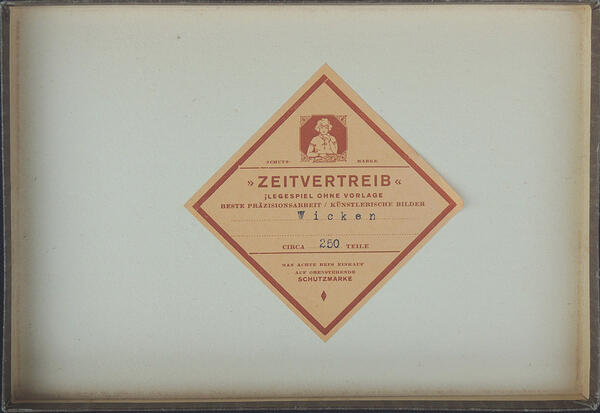 SCHUTZ- MARKE
» ZEITVERTREIB «
LEGESPIEL OHNE VORLAGE
BESTE PRÄZISIONSARBEIT / KÜNSTLERISCHE BILDER
Wicken
CIRCA 250 TEILE
MAN ACHTE BEIM EINKAUF
AUF OBENSTEHENDE
SCHUTZMARKE